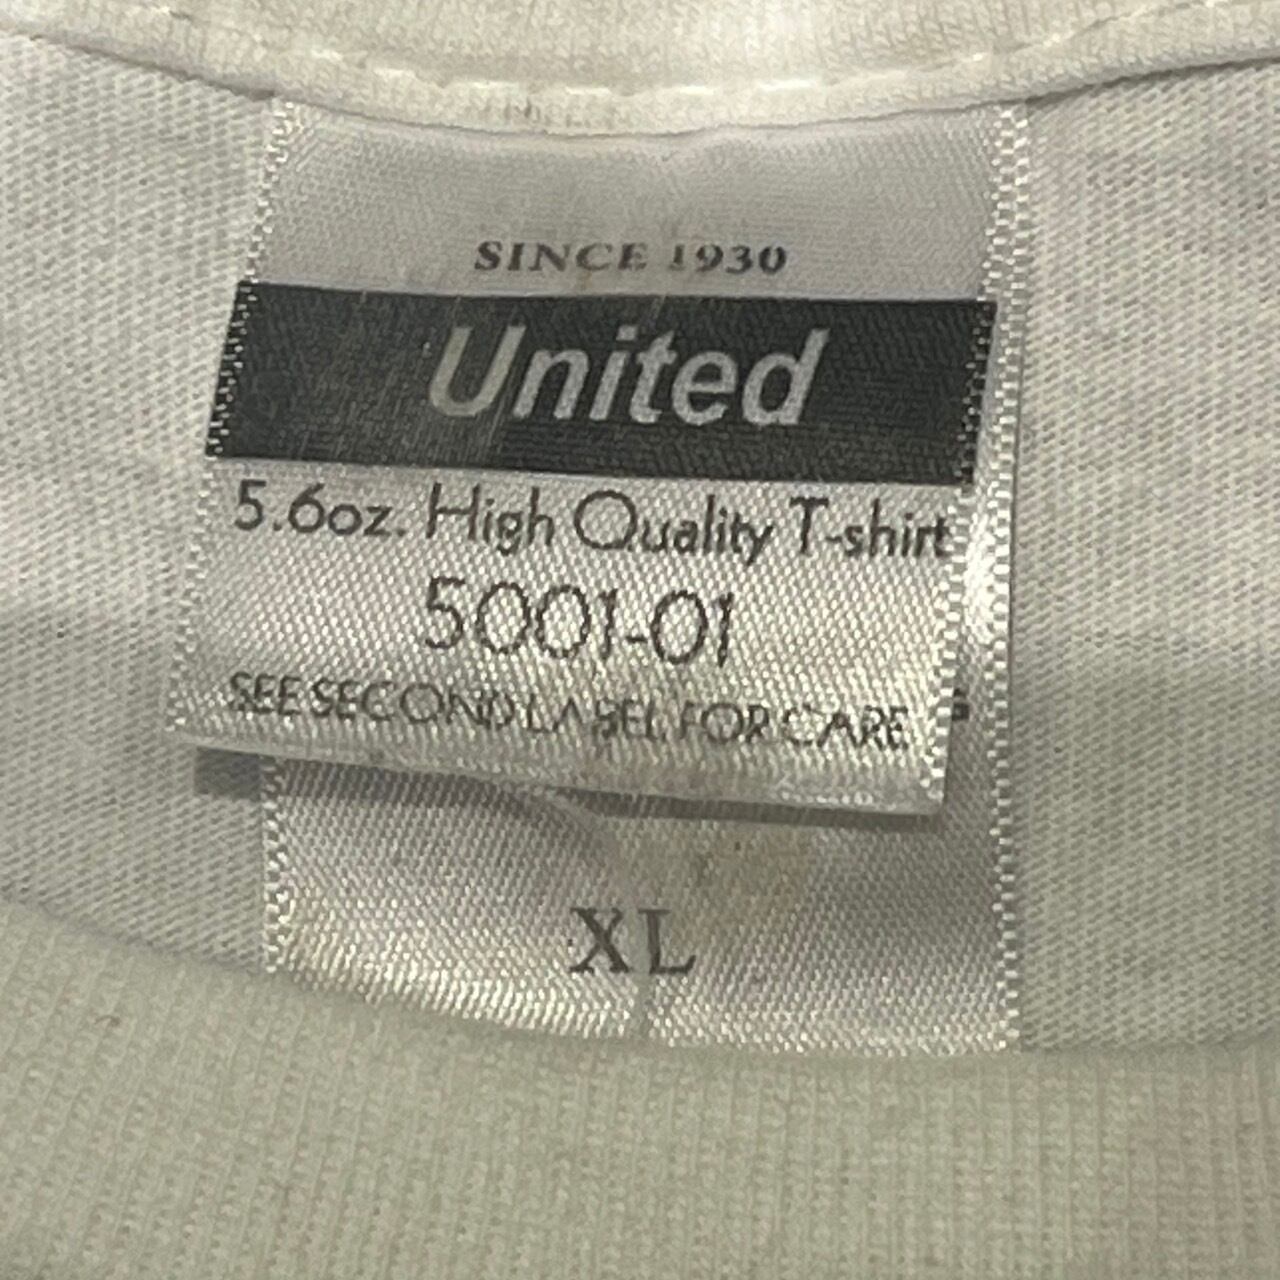 SINCE 1930
United
5.6oz. High Quality T-shirt
5001-01
SEE SECOND LABEL FOR CARE
XL